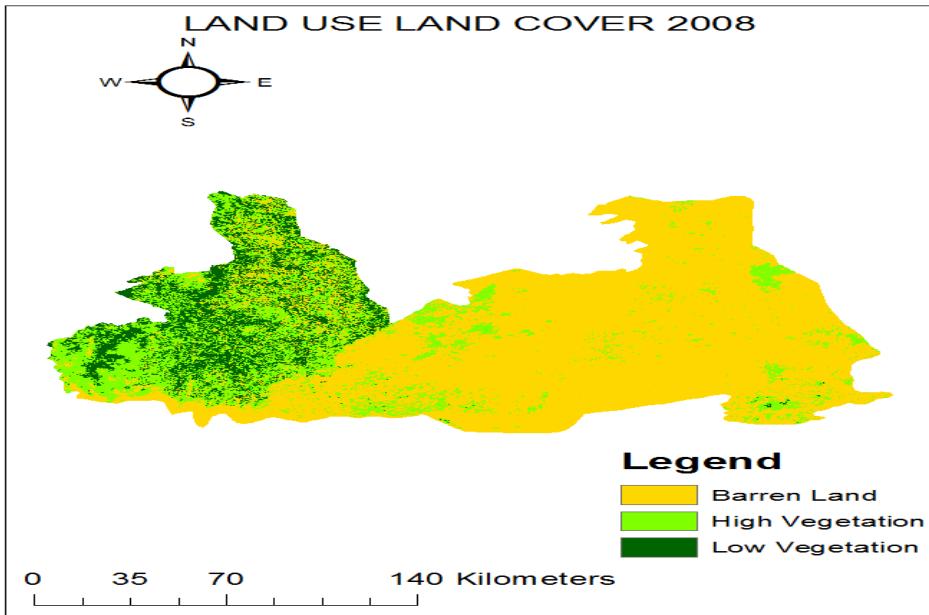 LAND USE LAND COVER 2008
N
W E
S
Legend
Barren Land
High Vegetation
Low Vegetation
0 35 70 140 Kilometers